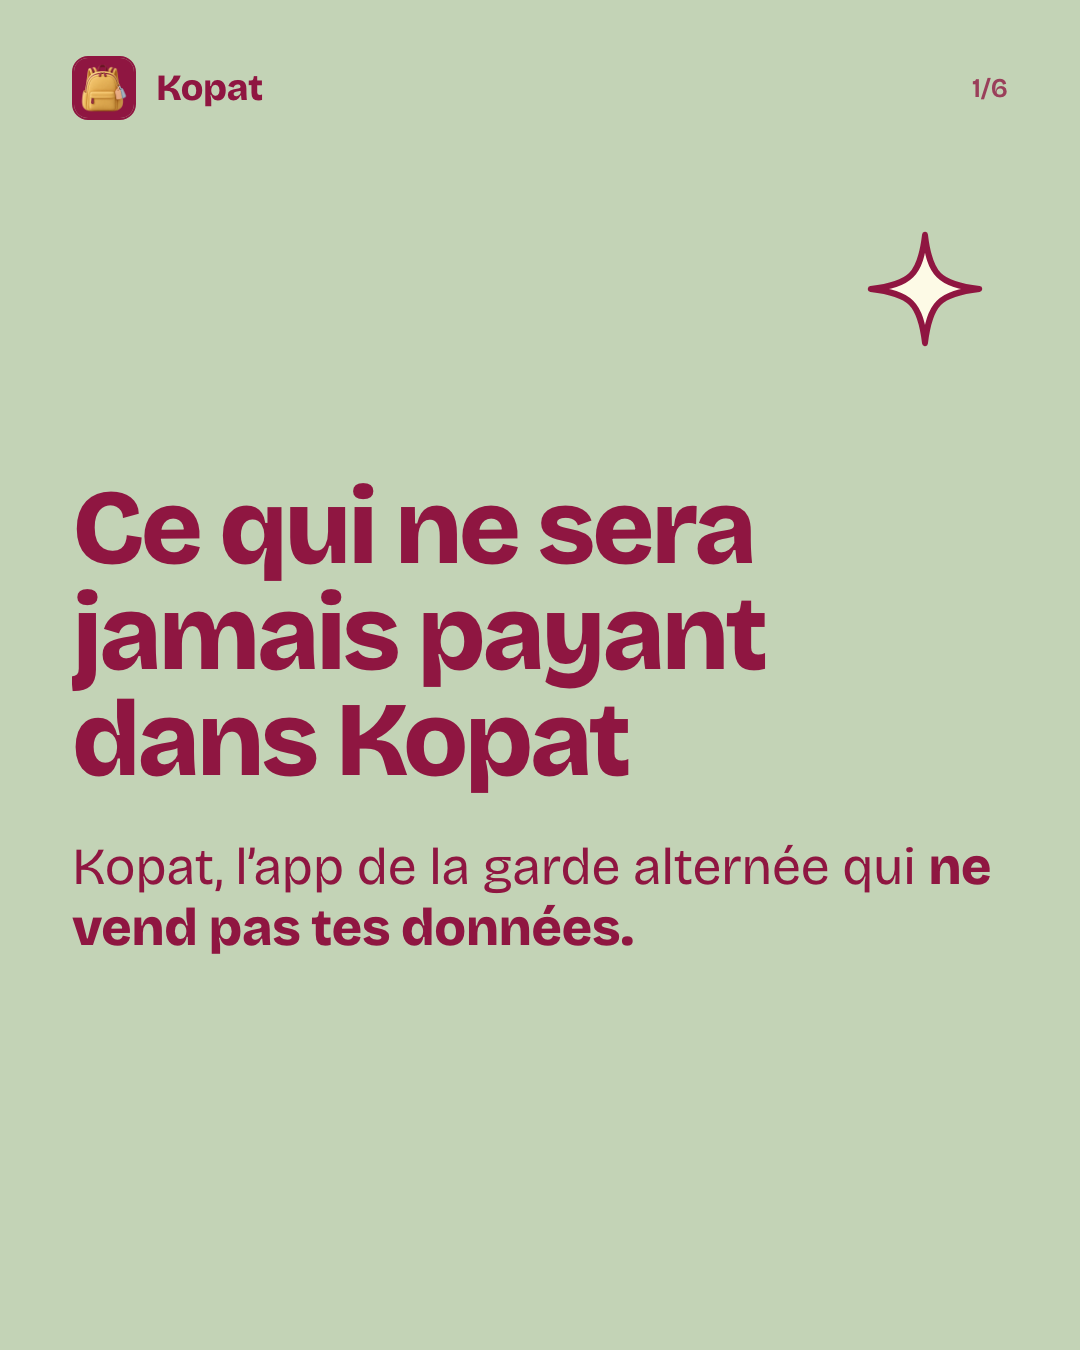 Kopat
1/6
Ce qui ne sera
jamais payant
dans Kopat
Kopat, l’app de la garde alternée qui ne
vend pas tes données.